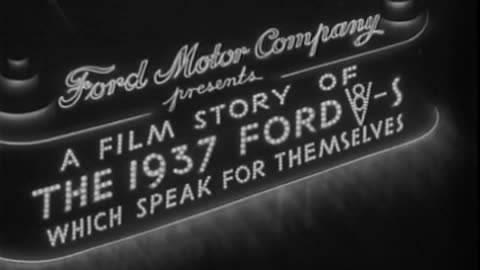 Ford Motor Company
presents
A FILM STORY OF
THE 1937 FORD V8-S
WHICH SPEAK FOR THEMSELVES